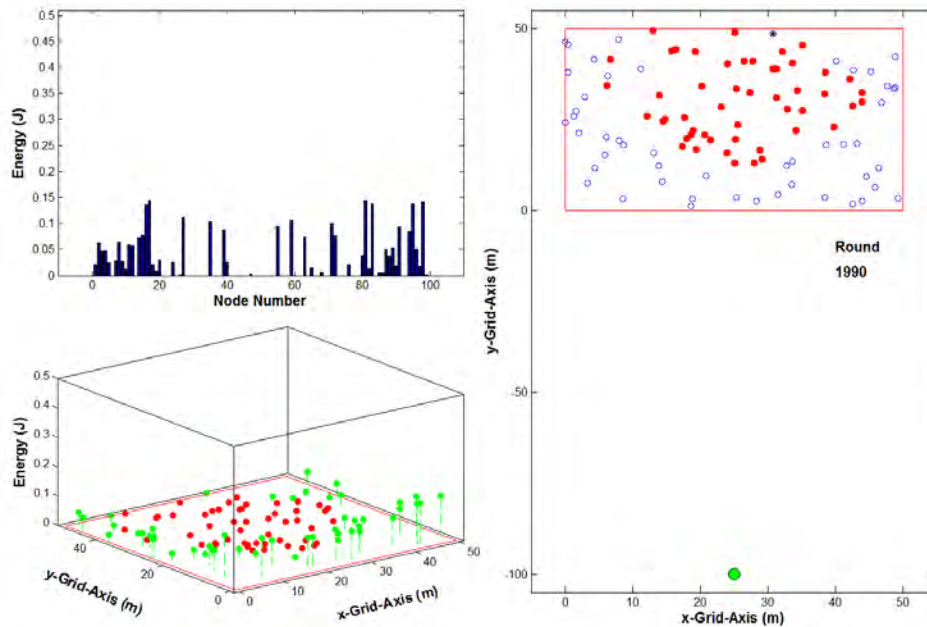 0.5
0.45
0.4
0.35
0.3
0.25
0.2
0.15
0.1
0.05
0
Energy (J)
0 20 40 60 80 100
Node Number
0.5
0.4
0.3
0.2
0.1
0
Energy (J)
40
20
0
y-Grid-Axis (m)
0 10 20 30 40 50
x-Grid-Axis (m)
50
0
-50
-100
y-Grid-Axis (m)
Round
1990
0 10 20 30 40 50
x-Grid-Axis (m)